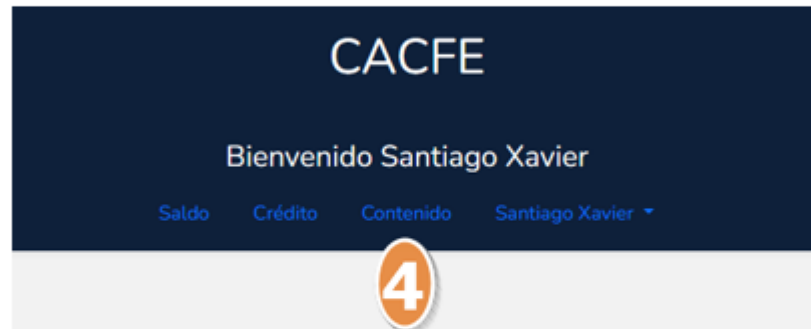 CACFE
Bienvenido Santiago Xavier
Saldo Crédito Contenido Santiago Xavier
4